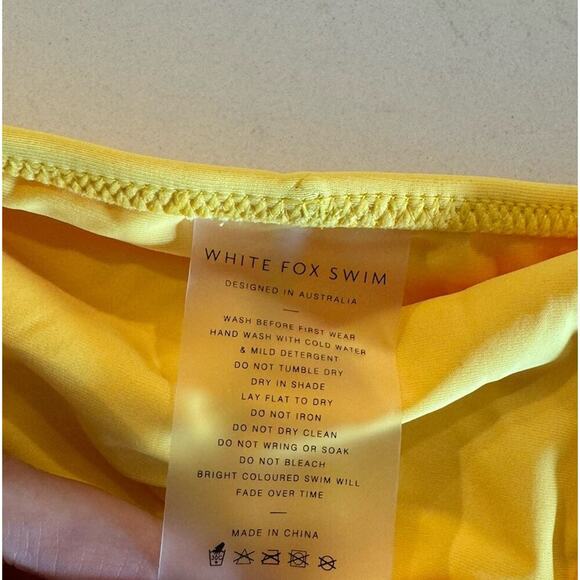 WHITE FOX SWIM
DESIGNED IN AUSTRALIA
WASH BEFORE FIRST WEAR
HAND WASH WITH COLD WATER
& MILD DETERGENT
DO NOT TUMBLE DRY
DRY IN SHADE
LAY FLAT TO DRY
DO NOT IRON
DO NOT DRY CLEAN
DO NOT WRING OR SOAK
DO NOT BLEACH
BRIGHT COLOURED SWIM WILL
FADE OVER TIME
MADE IN CHINA